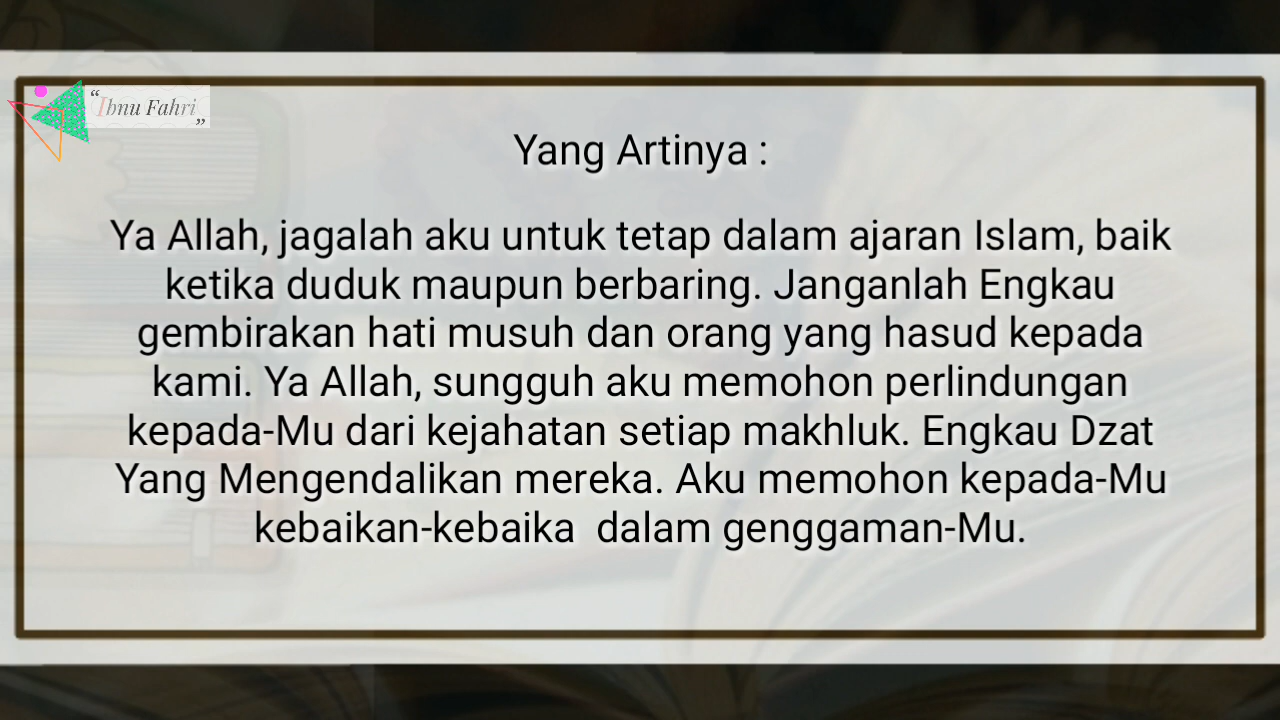 “Ibnu Fahri„
Yang Artinya :
Ya Allah, jagalah aku untuk tetap dalam ajaran Islam, baik
ketika duduk maupun berbaring. Janganlah Engkau
gembirakan hati musuh dan orang yang hasud kepada
kami. Ya Allah, sungguh aku memohon perlindungan
kepada-Mu dari kejahatan setiap makhluk. Engkau Dzat
Yang Mengendalikan mereka. Aku memohon kepada-Mu
kebaikan-kebaika  dalam genggaman-Mu.